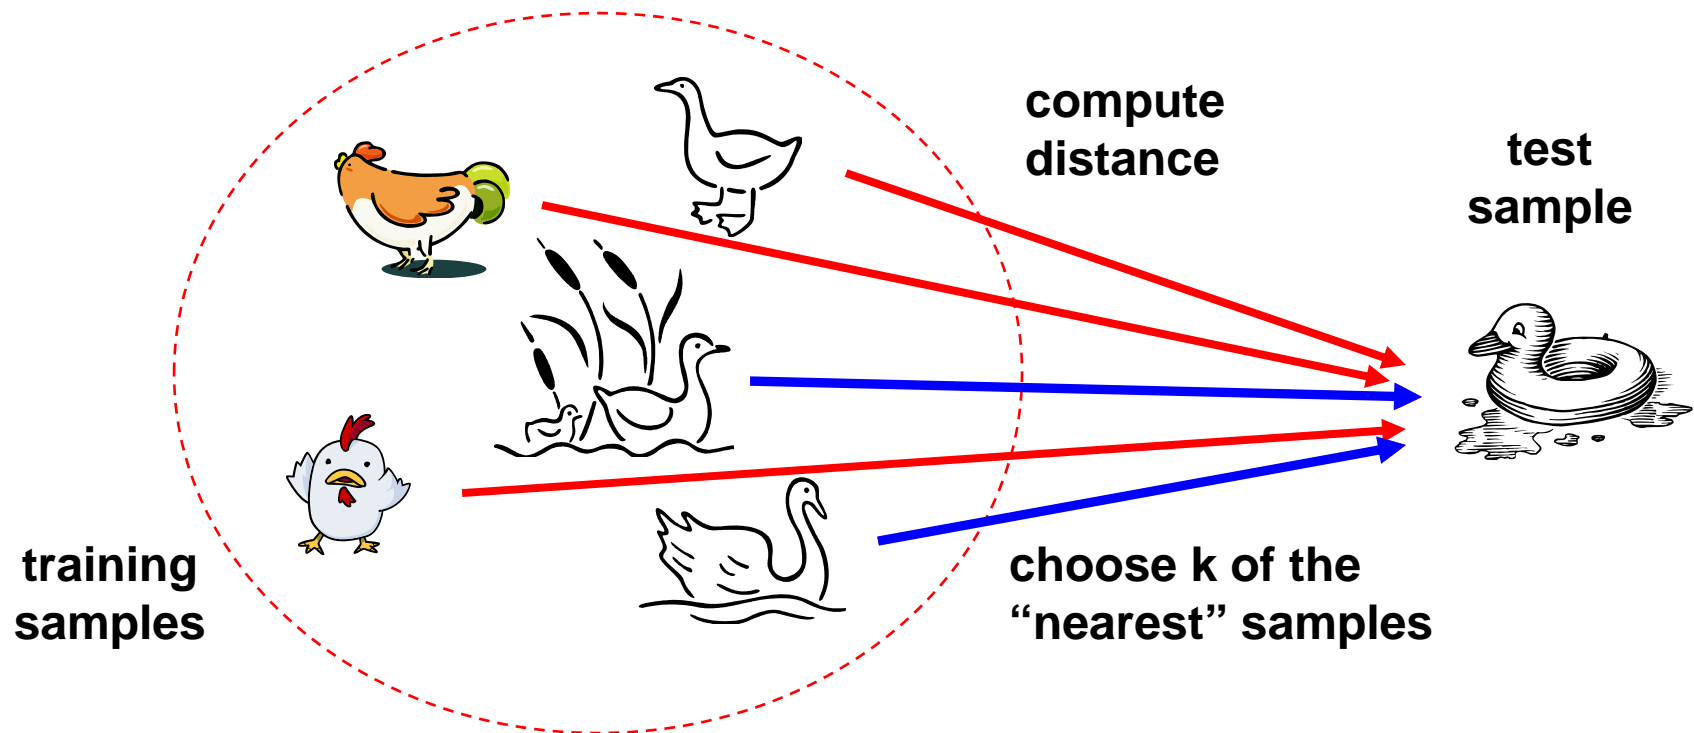 compute
distance
test
sample
training
samples
choose k of the
“nearest” samples